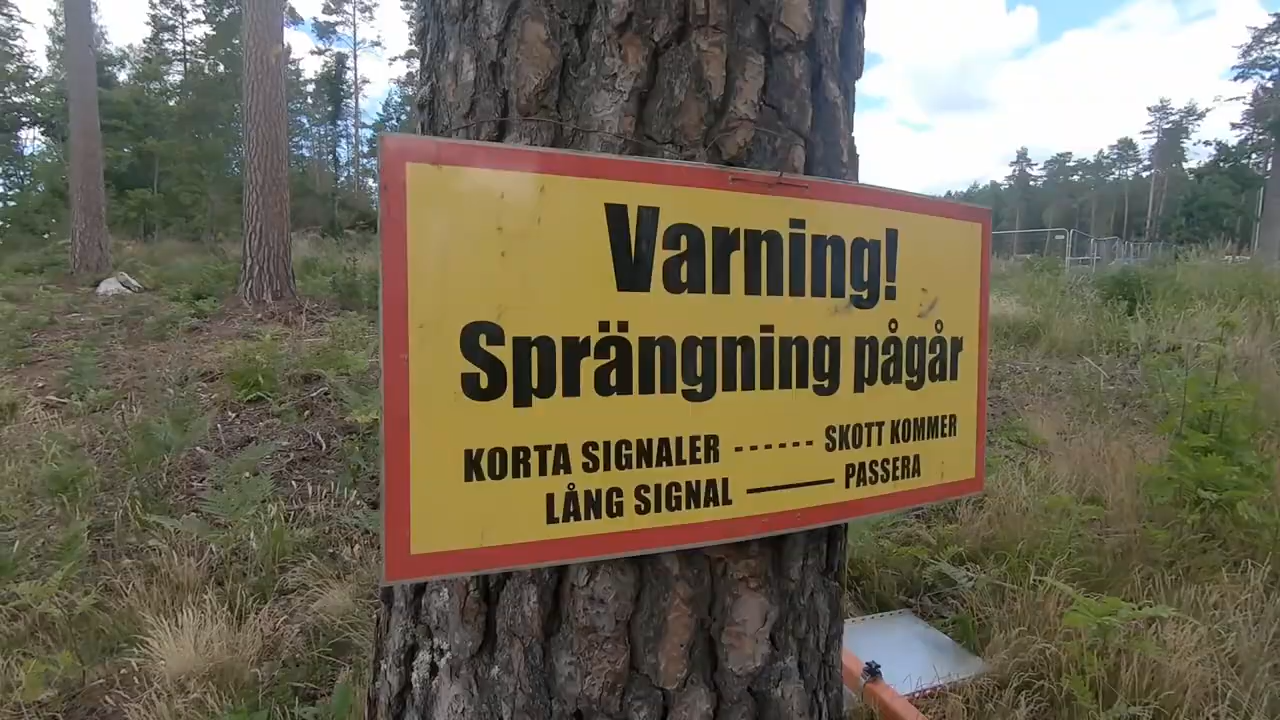 Varning!
Sprängning pågår
KORTA SIGNALER ------ SKOTT KOMMER
LÅNG SIGNAL —— PASSERA